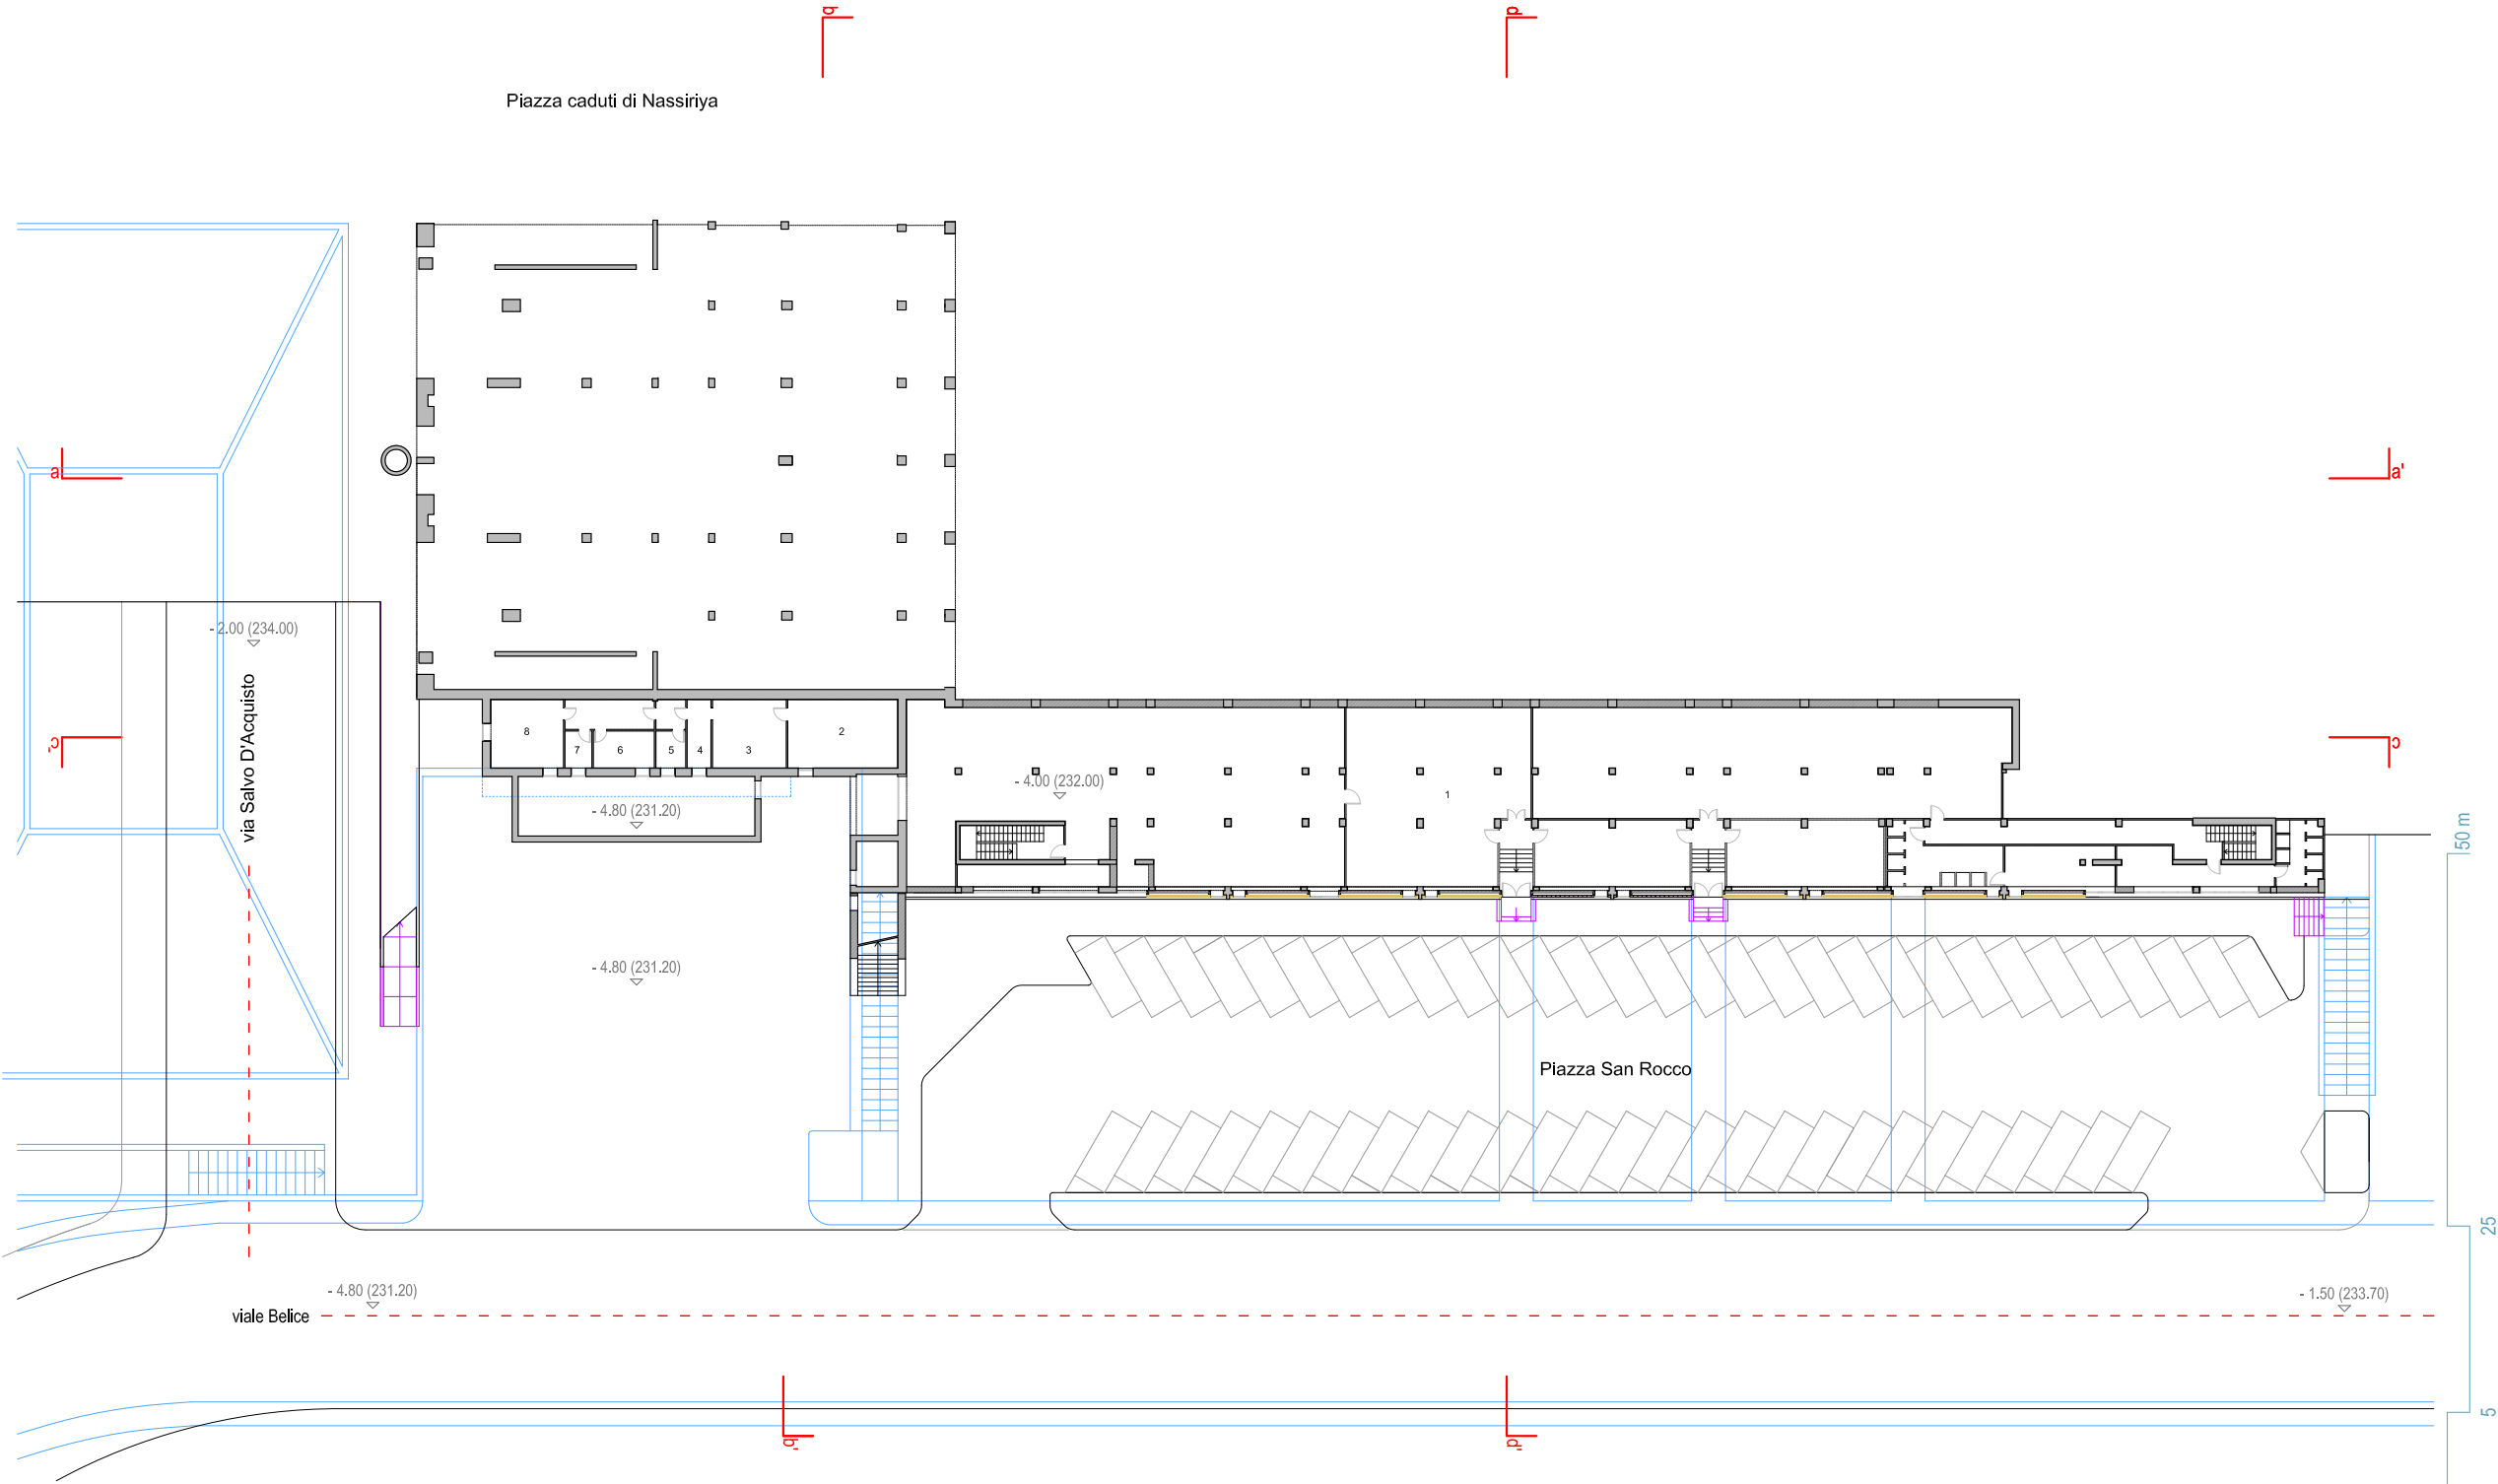 b
d
Piazza caduti di Nassiriya
a
a'
- 2.00 (234.00)
via Salvo D'Acquisto
c'
c
8
7
6
5
4
3
2
- 4.00 (232.00)
1
- 4.80 (231.20)
50 m
- 4.80 (231.20)
Piazza San Rocco
25
- 4.80 (231.20)
- 1.50 (233.70)
viale Belice
5
b'
d'